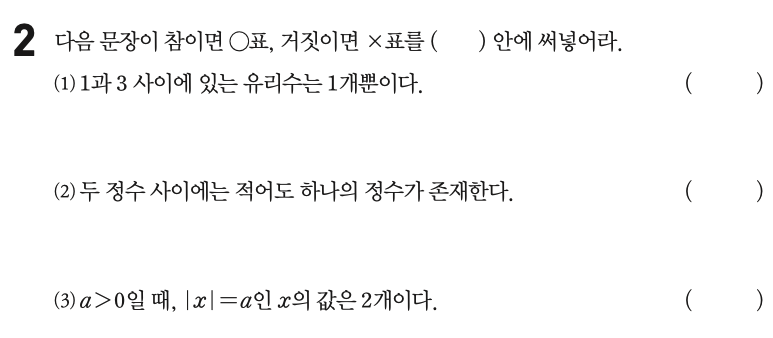 2 다음 문장이 참이면 ○표, 거짓이면 ×표를 (      ) 안에 써넣어라.
(1) 1과 3 사이에 있는 유리수는 1개뿐이다. (      )
(2) 두 정수 사이에는 적어도 하나의 정수가 존재한다. (      )
(3) a>0일 때, |x|=a인 x의 값은 2개이다. (      )